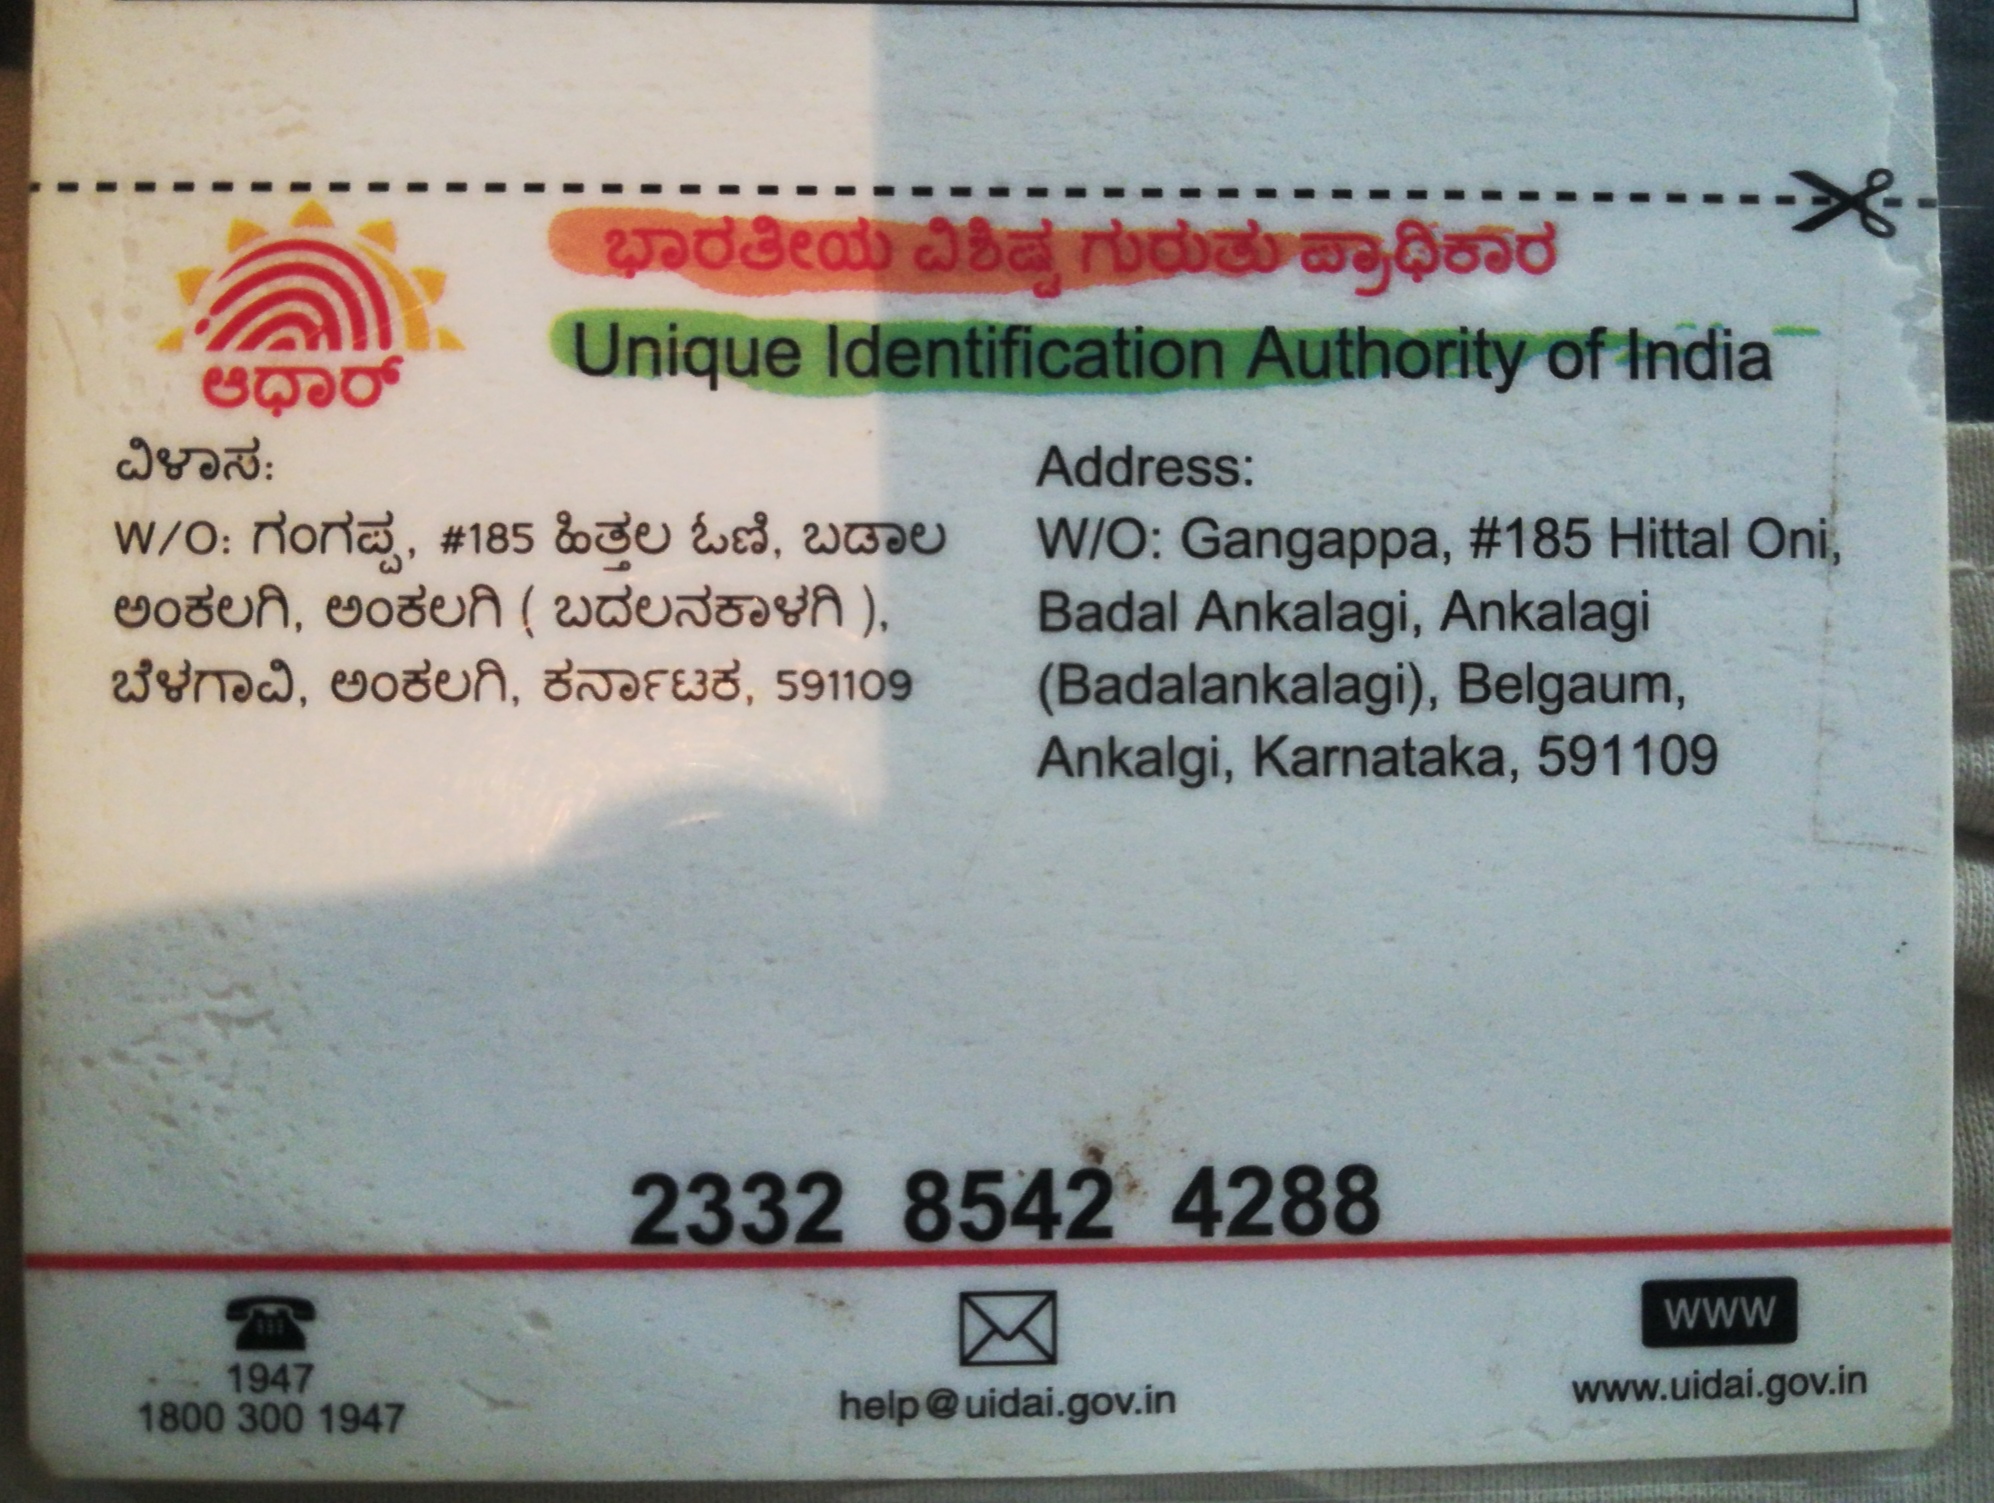 ಭಾರತೀಯ ವಿಶಿಷ್ಟ ಗುರುತು ಪ್ರಾಧಿಕಾರ
Unique Identification Authority of India
ಆಧಾರ್
ವಿಳಾಸ:
W/O: ಗಂಗಪ್ಪ, #185 ಹಿತ್ತಲ ಓಣಿ, ಬಡಾಲ
ಅಂಕಲಗಿ, ಅಂಕಲಗಿ ( ಬದಲನಕಾಳಗಿ ),
ಬೆಳಗಾವಿ, ಅಂಕಲಗಿ, ಕರ್ನಾಟಕ, 591109
Address:
W/O: Gangappa, #185 Hittal Oni,
Badal Ankalagi, Ankalagi
(Badalankalagi), Belgaum,
Ankalgi, Karnataka, 591109
2332 8542 4288
1947
1800 300 1947
help@uidai.gov.in
WWW
www.uidai.gov.in